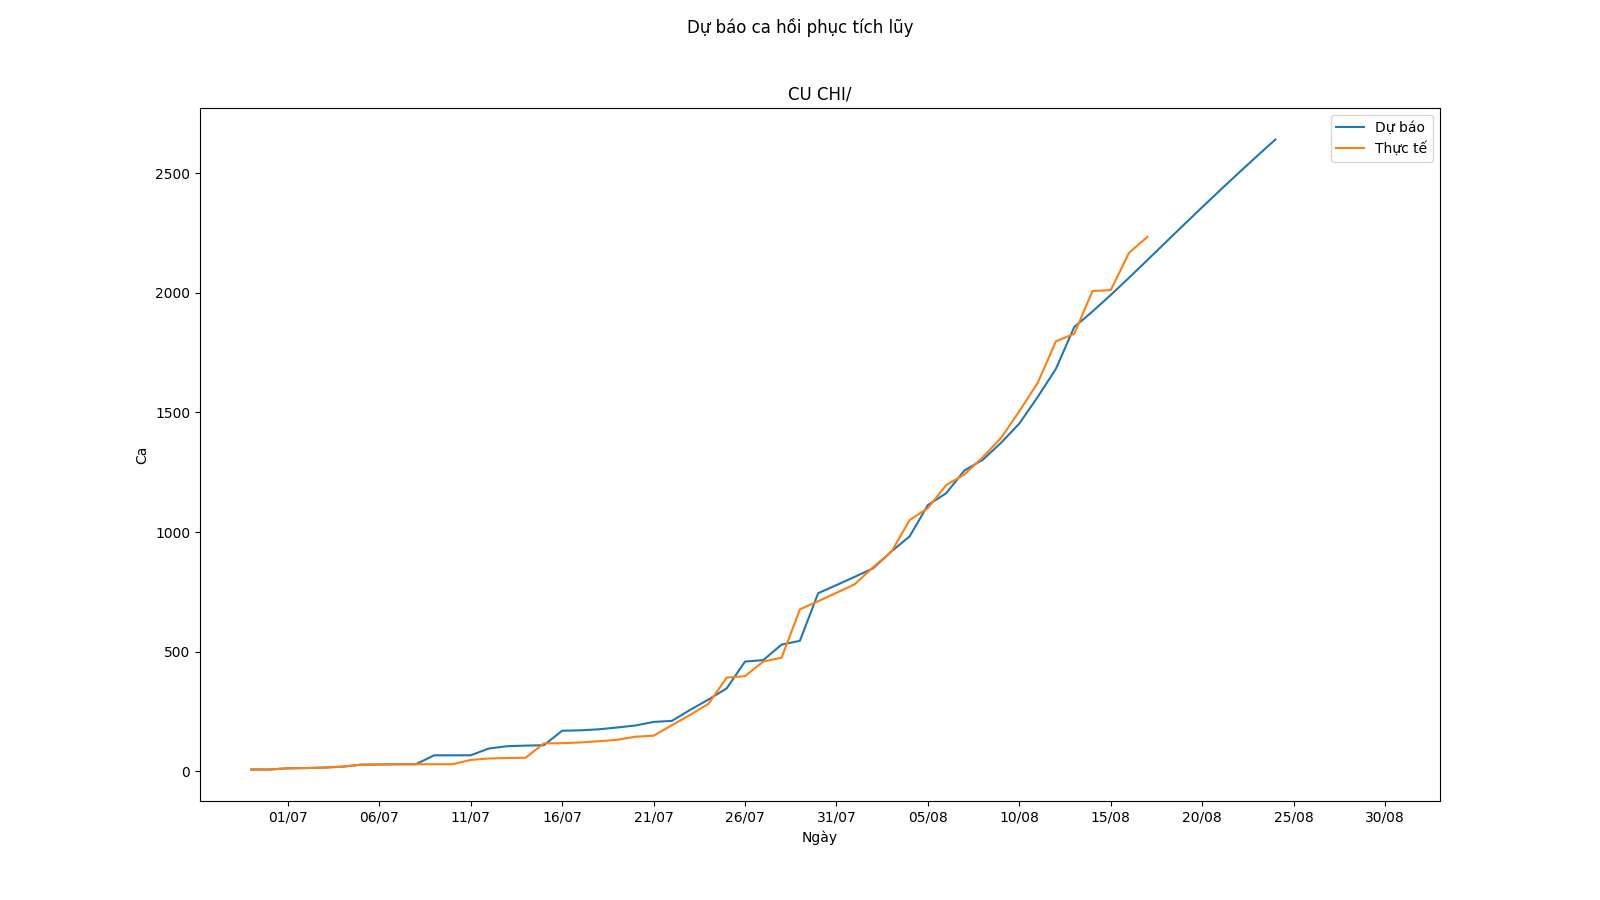 Dự báo ca hồi phục tích lũy
CU CHI/
Dự báo
Thực tế
2500
2000
1500
1000
500
0
Ca
01/07 06/07 11/07 16/07 21/07 26/07 31/07 05/08 10/08 15/08 20/08 25/08 30/08
Ngày